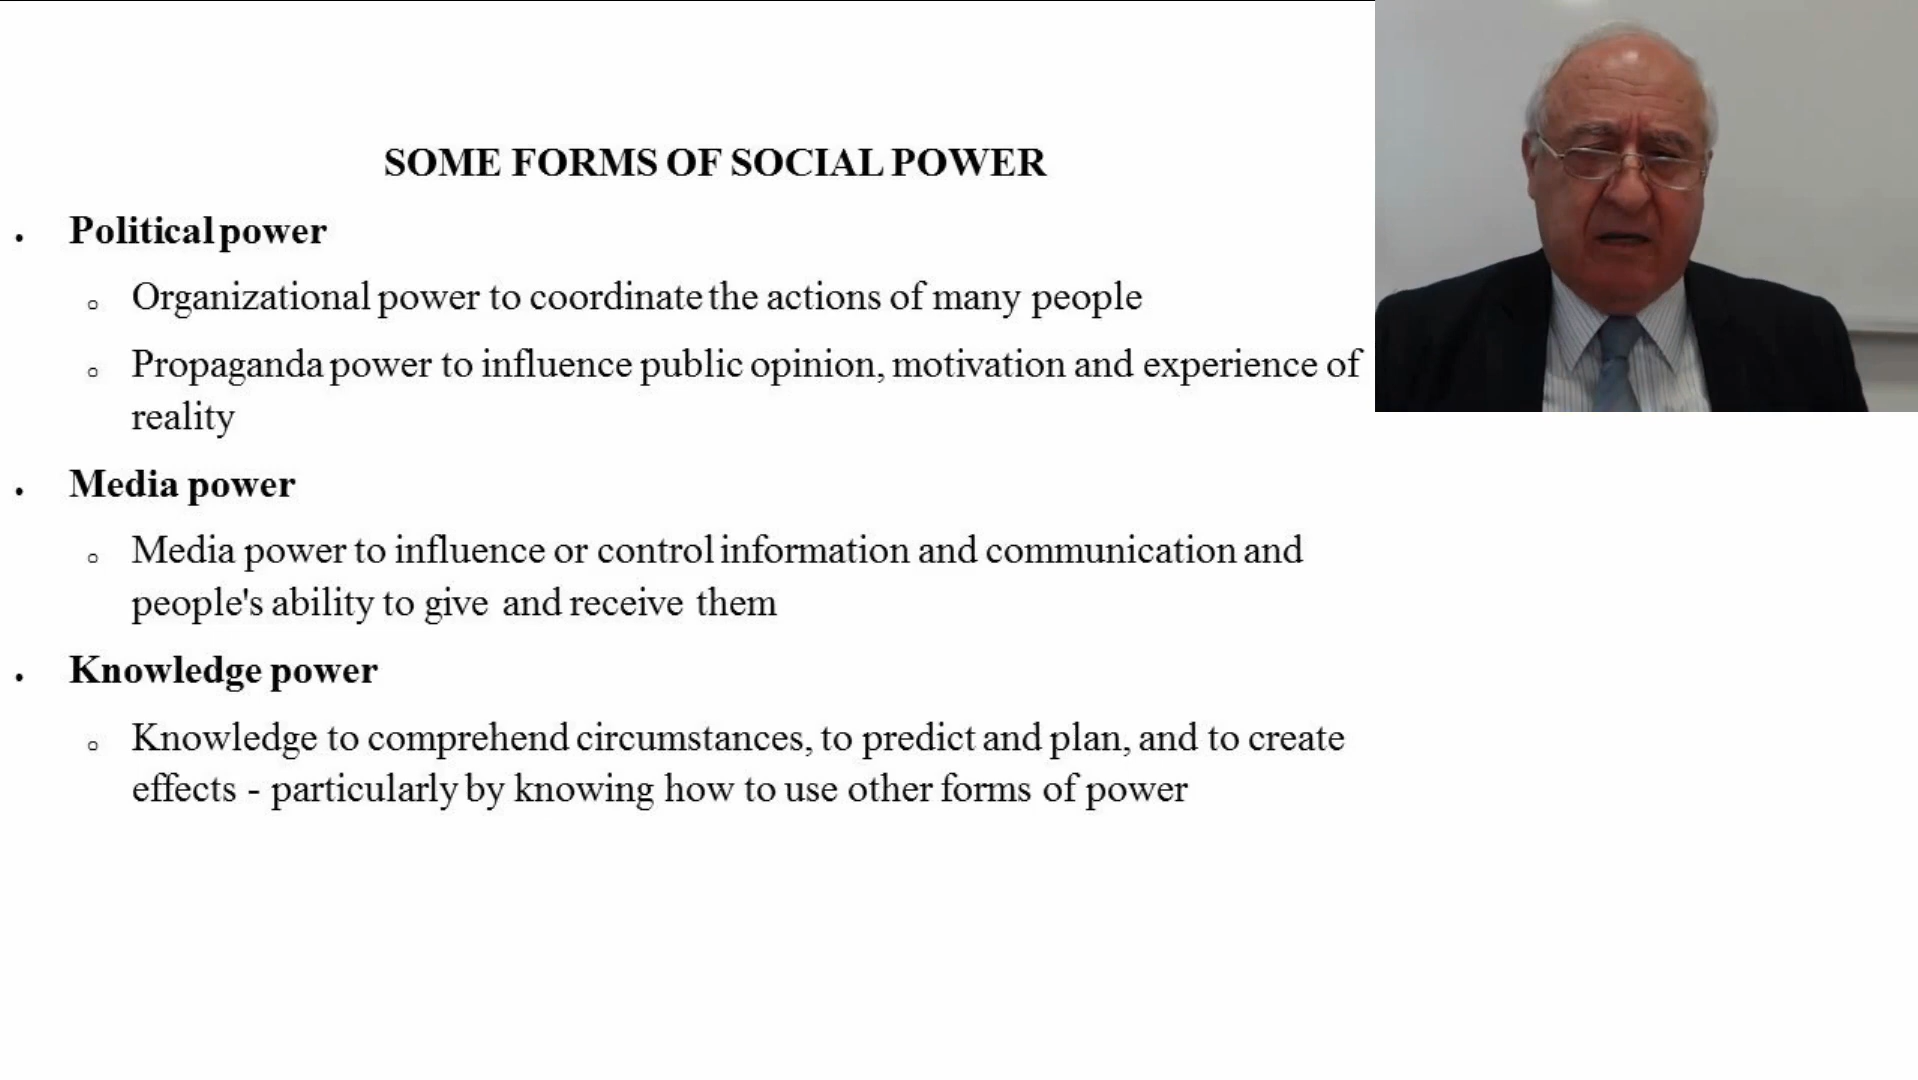 SOME FORMS OF SOCIAL POWER
• Political power
○ Organizational power to coordinate the actions of many people
○ Propaganda power to influence public opinion, motivation and experience of
reality
• Media power
○ Media power to influence or control information and communication and
people's ability to give and receive them
• Knowledge power
○ Knowledge to comprehend circumstances, to predict and plan, and to create
effects - particularly by knowing how to use other forms of power